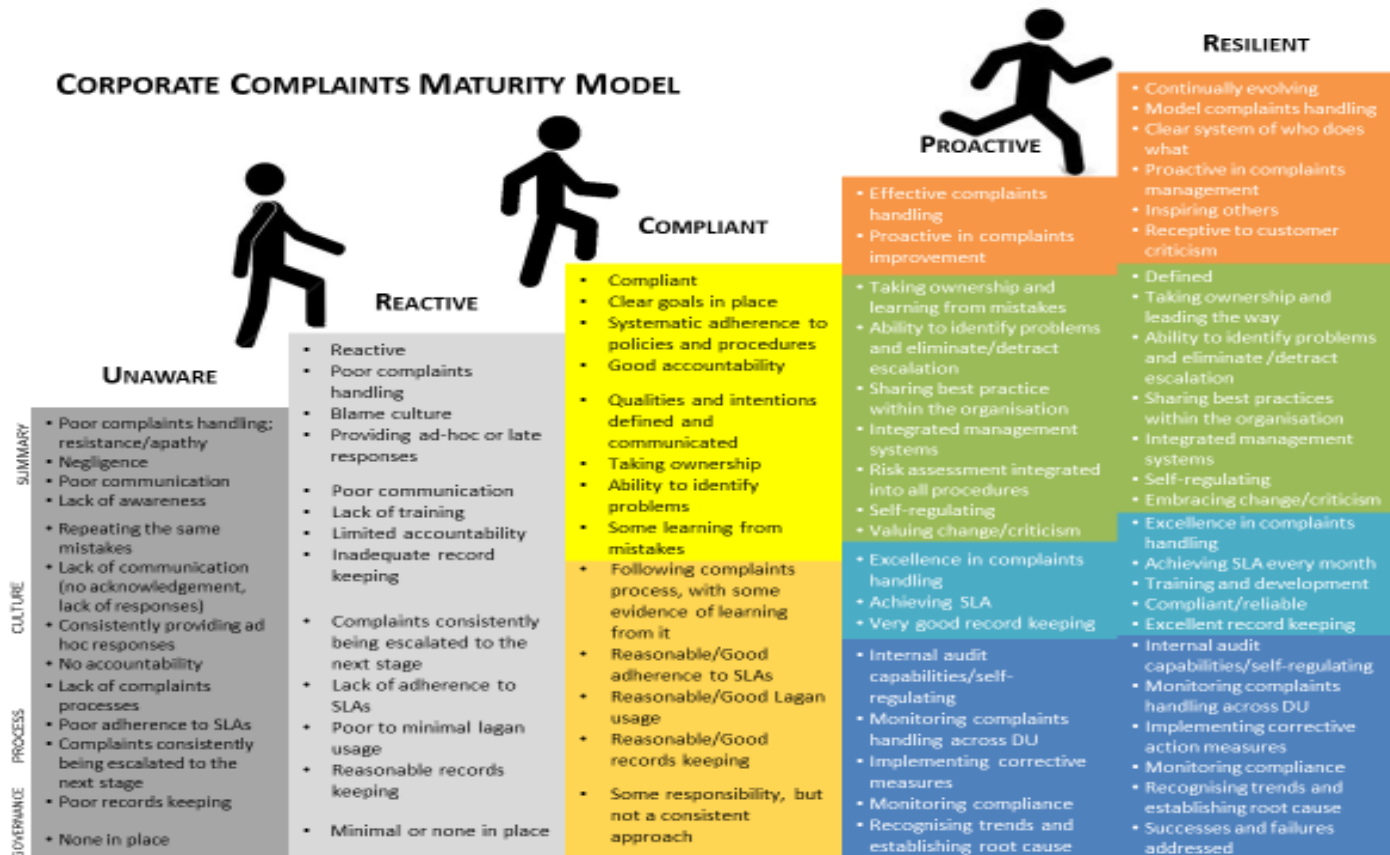 CORPORATE COMPLAINTS MATURITY MODEL
UNAWARE
SUMMARY
• Poor complaints handling;
resistance/apathy
• Negligence
• Poor communication
• Lack of awareness
CULTURE
• Repeating the same
mistakes
• Lack of communication
(no acknowledgement,
lack of responses)
• Consistently providing ad
hoc responses
• No accountability
PROCESS
• Lack of complaints
processes
• Poor adherence to SLAs
• Complaints consistently
being escalated to the
next stage
• Poor records keeping
GOVERNANCE
• None in place
REACTIVE
• Reactive
• Poor complaints
handling
• Blame culture
• Providing ad-hoc or late
responses
• Poor communication
• Lack of training
• Limited accountability
• Inadequate record
keeping
• Complaints consistently
being escalated to the
next stage
• Lack of adherence to
SLAs
• Poor to minimal lagan
usage
• Reasonable records
keeping
• Minimal or none in place
COMPLIANT
• Compliant
• Clear goals in place
• Systematic adherence to
policies and procedures
• Good accountability
• Qualities and intentions
defined and
communicated
• Taking ownership
• Ability to identify
problems
• Some learning from
mistakes
• Following complaints
process, with some
evidence of learning
from it
• Reasonable/Good
adherence to SLAs
• Reasonable/Good Lagan
usage
• Reasonable/Good
records keeping
• Some responsibility, but
not a consistent
approach
PROACTIVE
• Effective complaints
handling
• Proactive in complaints
improvement
• Taking ownership and
learning from mistakes
• Ability to identify problems
and eliminate/detract
escalation
• Sharing best practice
within the organisation
• Integrated management
systems
• Risk assessment integrated
into all procedures
• Self-regulating
• Valuing change/criticism
• Excellence in complaints
handling
• Achieving SLA
• Very good record keeping
• Internal audit
capabilities/self-
regulating
• Monitoring complaints
handling across DU
• Implementing corrective
measures
• Monitoring compliance
• Recognising trends and
establishing root cause
RESILIENT
• Continually evolving
• Model complaints handling
• Clear system of who does
what
• Proactive in complaints
management
• Inspiring others
• Receptive to customer
criticism
• Defined
• Taking ownership and
leading the way
• Ability to identify problems
and eliminate /detract
escalation
• Sharing best practices
within the organisation
• Integrated management
systems
• Self-regulating
• Embracing change/criticism
• Excellence in complaints
handling
• Achieving SLA every month
• Training and development
• Compliant/reliable
• Excellent record keeping
• Internal audit
capabilities/self-regulating
• Monitoring complaints
handling across DU
• Implementing corrective
action measures
• Monitoring compliance
• Recognising trends and
establishing root cause
• Successes and failures
addressed